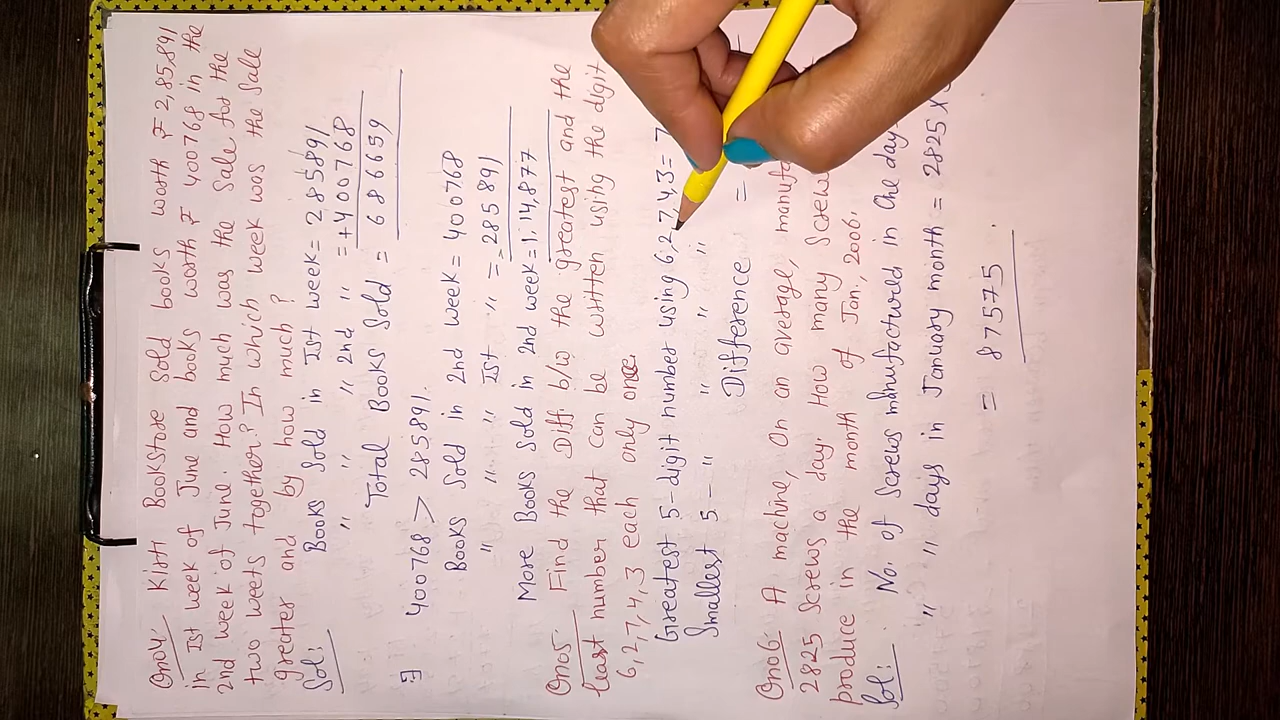 Qno4 Kirti Bookstore Sold books worth ₹ 2,85,891
in Ist week of June and books worth ₹ 400768 in the
2nd week of June. How much was the Sale for the
two weeks together? In which week was the Sale
greater and by how much?
Sol: Books Sold in Ist week = 285891
" " " 2nd " = +400768
Total Books Sold = 686659
400768 > 285891.
Books Sold in 2nd week = 400768
" " " Ist " = -285891
More Books Sold in 2nd week = 1,14,877
Qno5 Find the Diff b/w the greatest and the
least number that can be written using the digit
6,2,7,4,3 each only once.
Greatest 5-digit number using 6,2,7,4,3 = 7
Smallest 5- " " " "
Difference =
Qno6 A machine, On an average, manufa
2825 Screws a day. How many Screw
produce in the month of Jan., 2006.
Sol: No. of Screws manufactured in One day
" " days in January month = 2825 X
= 87575